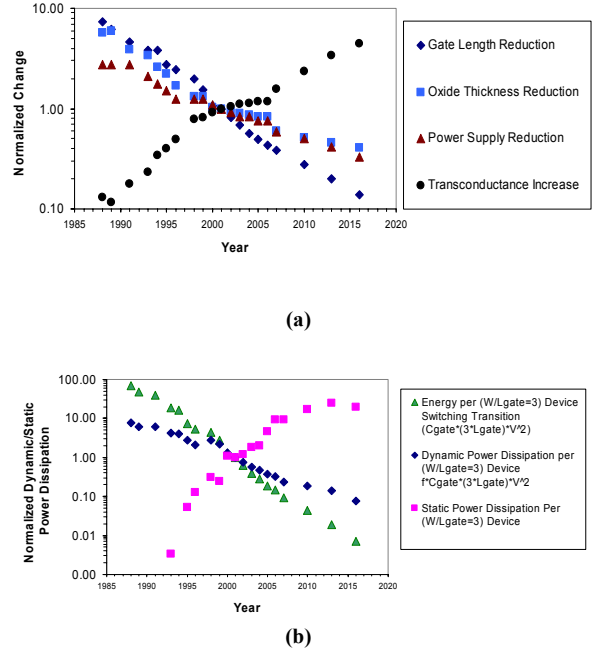 10.00
1.00
0.10
Normalized Change
1985 1990 1995 2000 2005 2010 2015 2020
Year
Gate Length Reduction
Oxide Thickness Reduction
Power Supply Reduction
Transconductance Increase
(a)
100.00
10.00
1.00
0.10
0.01
0.00
Normalized Dynamic/Static
Power Dissipation
1985 1990 1995 2000 2005 2010 2015 2020
Year
Energy per (W/Lgate=3) Device
Switching Transition
(Cgate*(3*Lgate)*V^2)
Dynamic Power Dissipation per
(W/Lgate=3) Device
f*Cgate*(3*Lgate)*V^2
Static Power Dissipation Per
(W/Lgate=3) Device
(b)